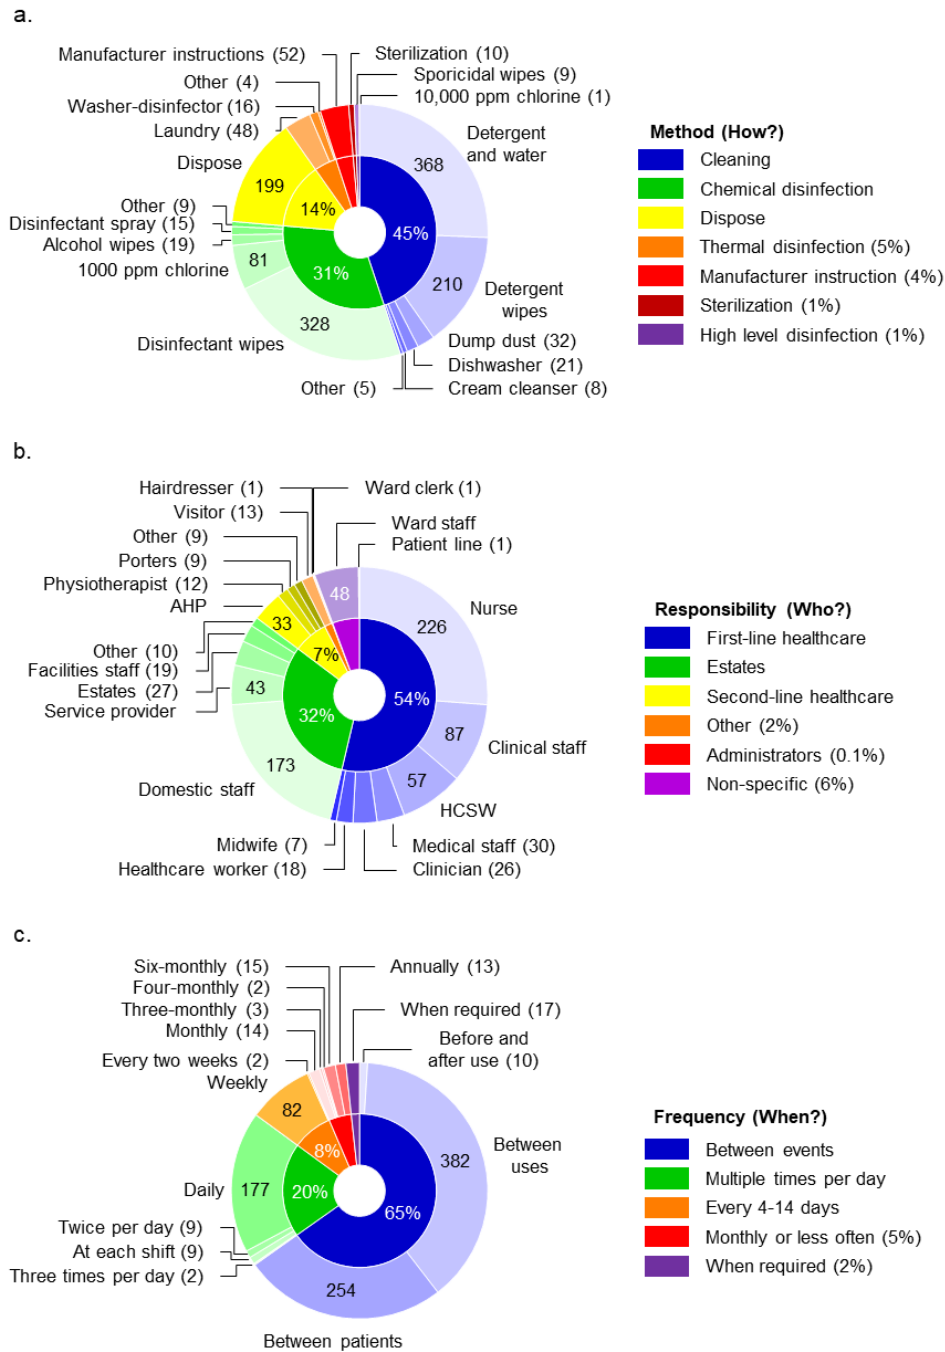 a.
Manufacturer instructions (52)
Sterilization (10)
Other (4)
Sporicidal wipes (9)
Washer-disinfector (16)
10,000 ppm chlorine (1)
Laundry (48)
Detergent
and water
Dispose
368
199
14%
45%
Other (9)
Disinfectant spray (15)
Alcohol wipes (19)
1000 ppm chlorine
81
31%
210
Detergent
wipes
328
Disinfectant wipes
Dump dust (32)
Dishwasher (21)
Other (5)
Cream cleanser (8)
Method (How?)
Cleaning
Chemical disinfection
Dispose
Thermal disinfection (5%)
Manufacturer instruction (4%)
Sterilization (1%)
High level disinfection (1%)
b.
Hairdresser (1)
Ward clerk (1)
Visitor (13)
Ward staff
Other (9)
Patient line (1)
Porters (9)
Physiotherapist (12)
48
AHP
Nurse
33
226
7%
Other (10)
Facilities staff (19)
Estates (27)
43
54%
Service provider
32%
87
Clinical staff
173
57
Domestic staff
HCSW
Midwife (7)
Medical staff (30)
Healthcare worker (18)
Clinician (26)
Responsibility (Who?)
First-line healthcare
Estates
Second-line healthcare
Other (2%)
Administrators (0.1%)
Non-specific (6%)
c.
Six-monthly (15)
Annually (13)
Four-monthly (2)
Three-monthly (3)
When required (17)
Monthly (14)
Before and
after use (10)
Every two weeks (2)
Weekly
82
8%
382
Between
uses
Daily
177
20%
65%
Twice per day (9)
At each shift (9)
Three times per day (2)
254
Between patients
Frequency (When?)
Between events
Multiple times per day
Every 4-14 days
Monthly or less often (5%)
When required (2%)